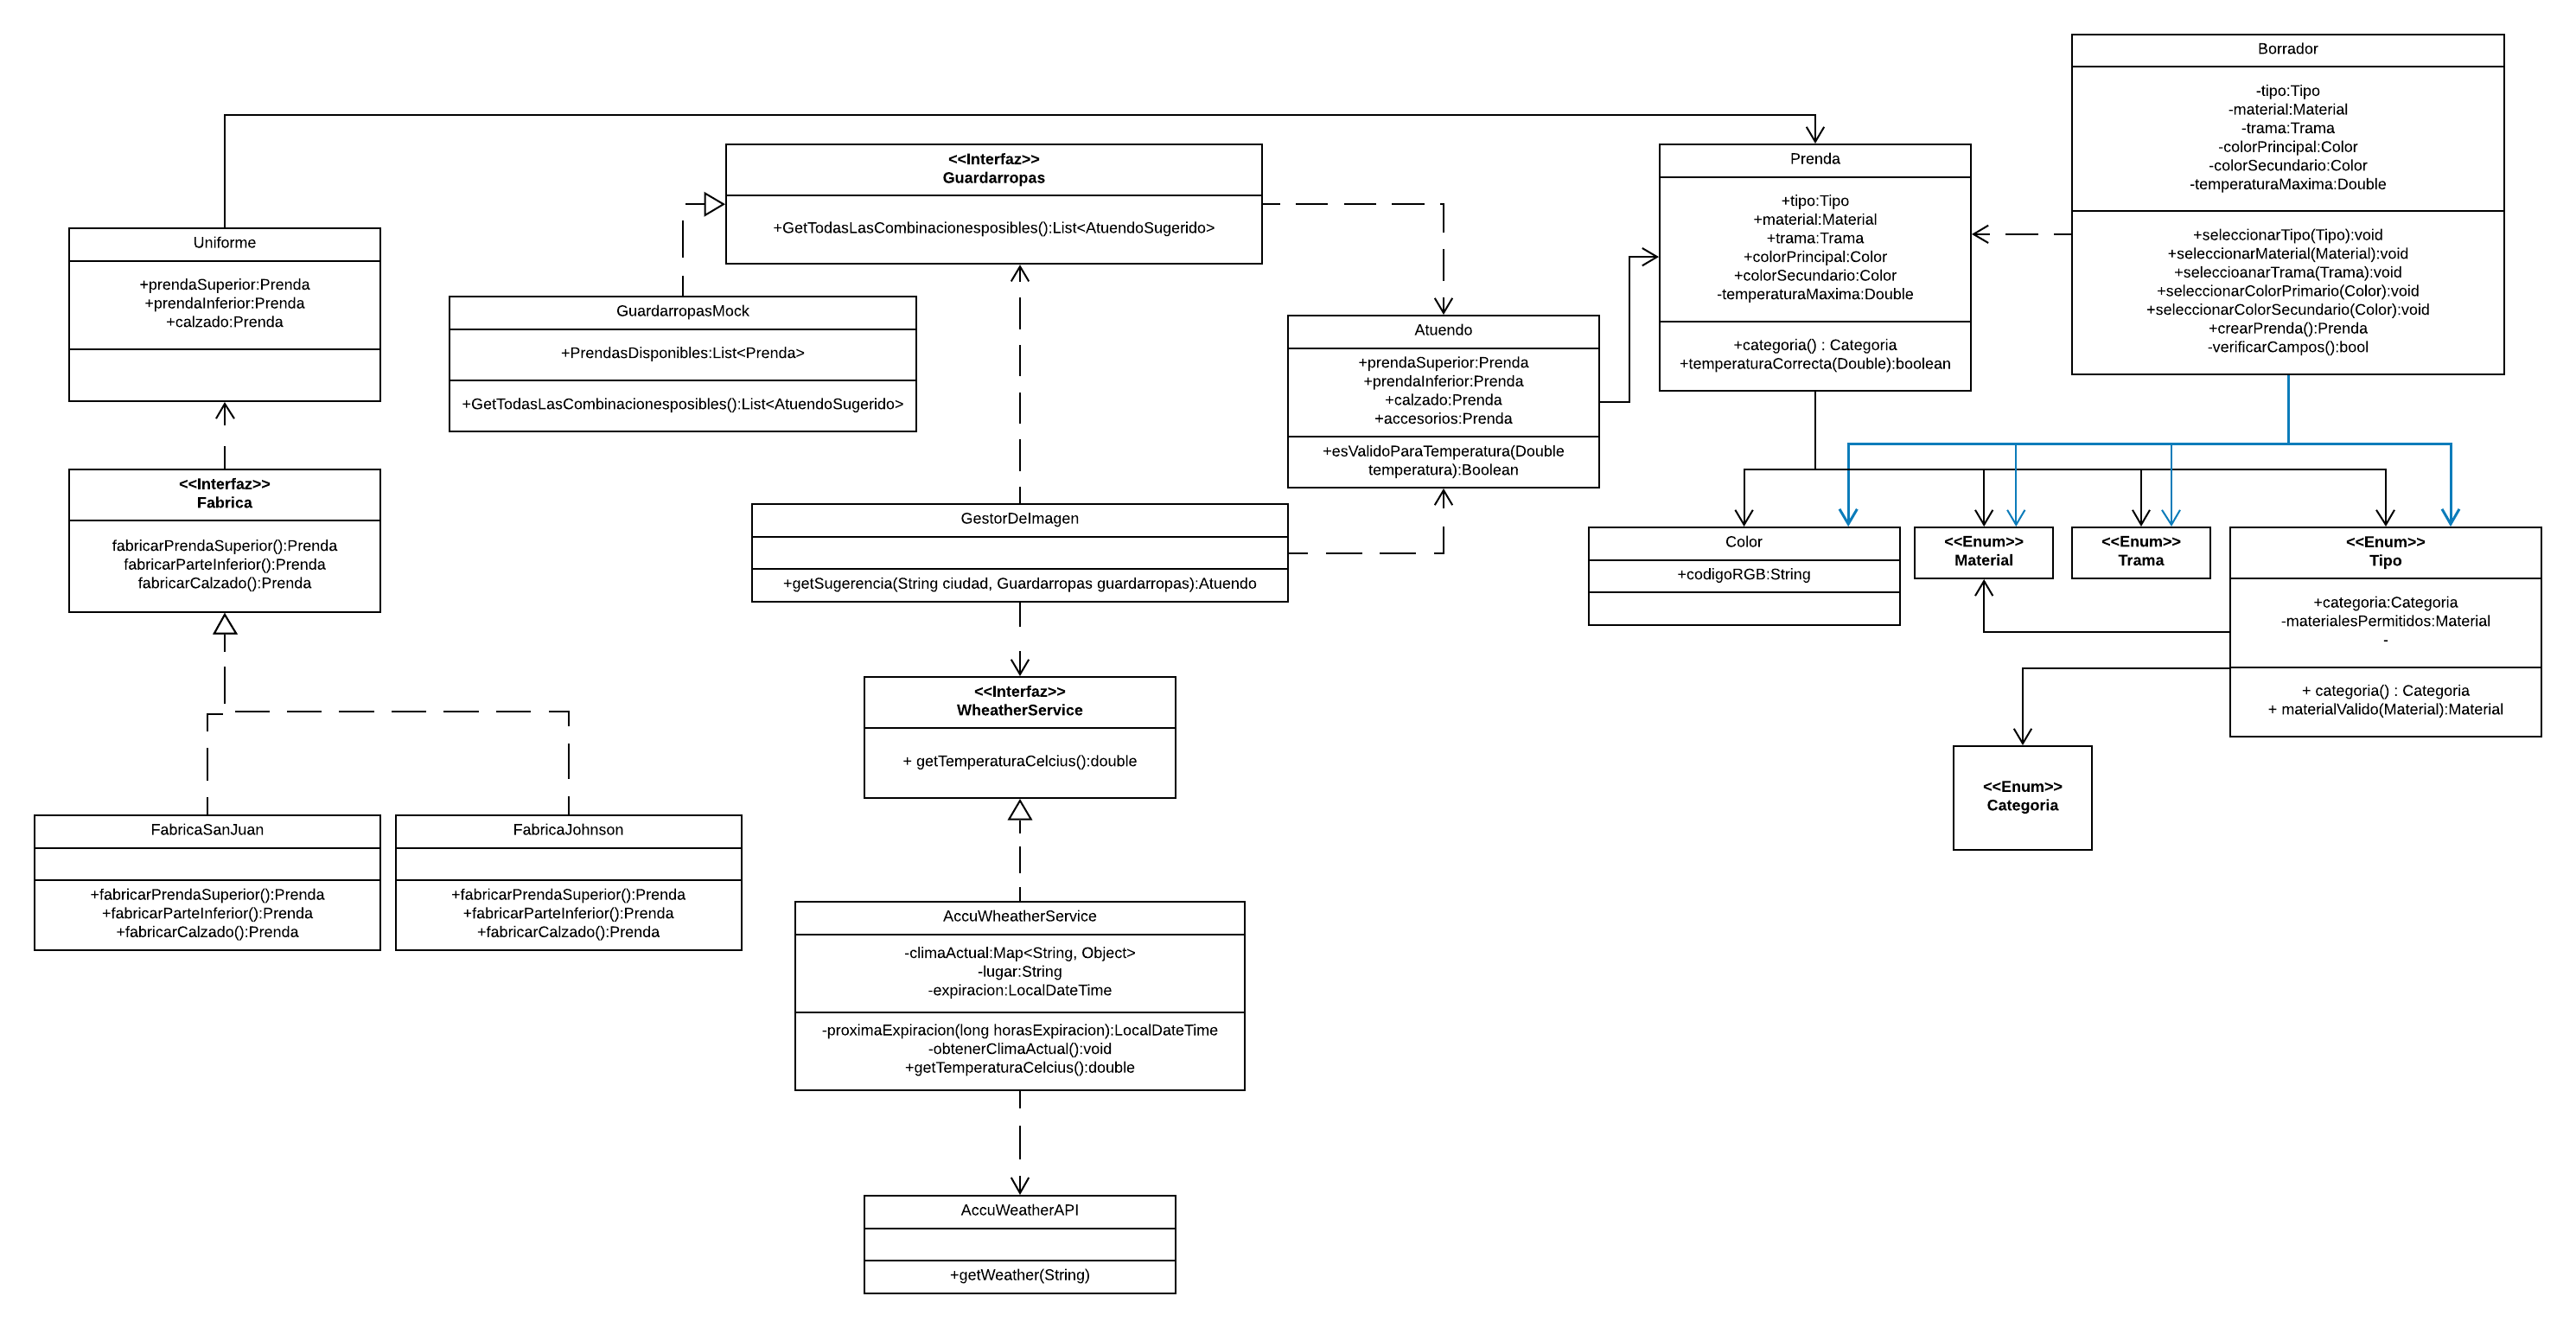 Borrador
-tipo:Tipo
-material:Material
-trama:Trama
-colorPrincipal:Color
-colorSecundario:Color
-temperaturaMaxima:Double
+seleccionarTipo(Tipo):void
+seleccionarMaterial(Material):void
+seleccioanarTrama(Trama):void
+seleccionarColorPrimario(Color):void
+seleccionarColorSecundario(Color):void
+crearPrenda():Prenda
-verificarCampos():bool
<<Interfaz>>
Guardarropas
+GetTodasLasCombinacionesposibles():List<AtuendoSugerido>
Prenda
+tipo:Tipo
+material:Material
+trama:Trama
+colorPrincipal:Color
+colorSecundario:Color
-temperaturaMaxima:Double
+categoria() : Categoria
+temperaturaCorrecta(Double):boolean
Uniforme
+prendaSuperior:Prenda
+prendaInferior:Prenda
+calzado:Prenda
GuardarropasMock
+PrendasDisponibles:List<Prenda>
+GetTodasLasCombinacionesposibles():List<AtuendoSugerido>
Atuendo
+prendaSuperior:Prenda
+prendaInferior:Prenda
+calzado:Prenda
+accesorios:Prenda
+esValidoParaTemperatura(Double
temperatura):Boolean
<<Interfaz>>
Fabrica
fabricarPrendaSuperior():Prenda
fabricarParteInferior():Prenda
fabricarCalzado():Prenda
GestorDeImagen
+getSugerencia(String ciudad, Guardarropas guardarropas):Atuendo
Color
+codigoRGB:String
<<Enum>>
Material
<<Enum>>
Trama
<<Enum>>
Tipo
+categoria:Categoria
-materialesPermitidos:Material
-
+ categoria() : Categoria
+ materialValido(Material):Material
<<Interfaz>>
WheatherService
+ getTemperaturaCelcius():double
<<Enum>>
Categoria
FabricaSanJuan
+fabricarPrendaSuperior():Prenda
+fabricarParteInferior():Prenda
+fabricarCalzado():Prenda
FabricaJohnson
+fabricarPrendaSuperior():Prenda
+fabricarParteInferior():Prenda
+fabricarCalzado():Prenda
AccuWheatherService
-climaActual:Map<String, Object>
-lugar:String
-expiracion:LocalDateTime
-proximaExpiracion(long horasExpiracion):LocalDateTime
-obtenerClimaActual():void
+getTemperaturaCelcius():double
AccuWeatherAPI
+getWeather(String)